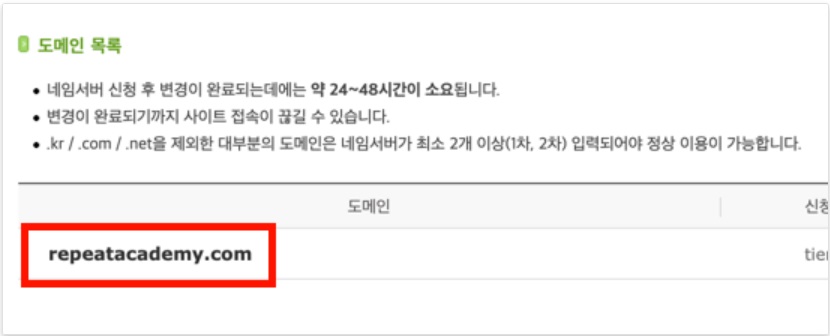 도메인 목록
• 네임서버 신청 후 변경이 완료되는데에는 약 24~48시간이 소요됩니다.
• 변경이 완료되기까지 사이트 접속이 끊길 수 있습니다.
• .kr / .com / .net을 제외한 대부분의 도메인은 네임서버가 최소 2개 이상(1차, 2차) 입력되어야 정상 이용이 가능합니다.
도메인 신청
repeatacademy.com tier